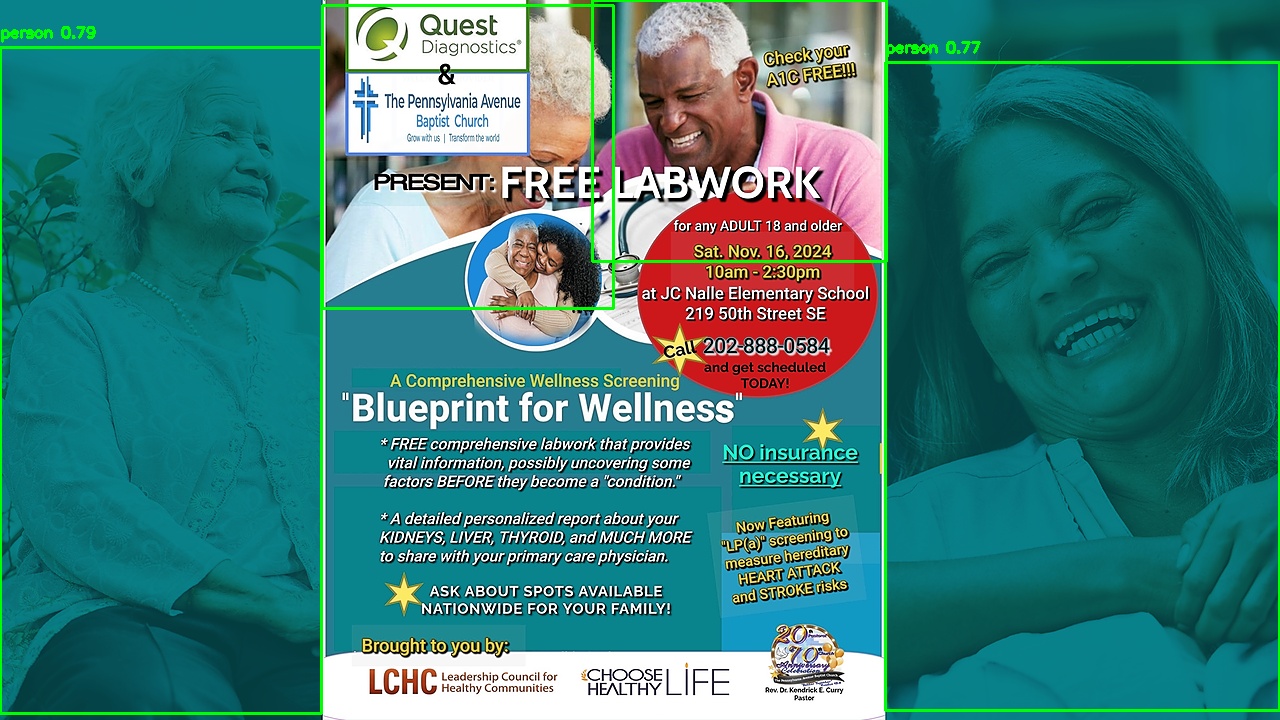 person 0.79
person 0.77
Quest
Diagnostics®
&
The Pennsylvania Avenue
Baptist Church
Grow with us | Transform the world
Check your
A1C FREE!!!
PRESENT: FREE LABWORK
for any ADULT 18 and older
Sat. Nov. 16, 2024
10am - 2:30pm
at JC Nalle Elementary School
219 50th Street SE
Call 202-888-0584
and get scheduled
TODAY!
A Comprehensive Wellness Screening
"Blueprint for Wellness"
* FREE comprehensive labwork that provides
vital information, possibly uncovering some
factors BEFORE they become a "condition."
NO insurance
necessary
* A detailed personalized report about your
KIDNEYS, LIVER, THYROID, and MUCH MORE
to share with your primary care physician.
Now Featuring
"LP(a)" screening to
measure hereditary
HEART ATTACK
and STROKE risks
ASK ABOUT SPOTS AVAILABLE
NATIONWIDE FOR YOUR FAMILY!
Brought to you by:
LCHC Leadership Council for
Healthy Communities
CHOOSE
HEALTHY LIFE
20
70
Anniversary
Rev. Dr. Kendrick E. Curry
Pastor